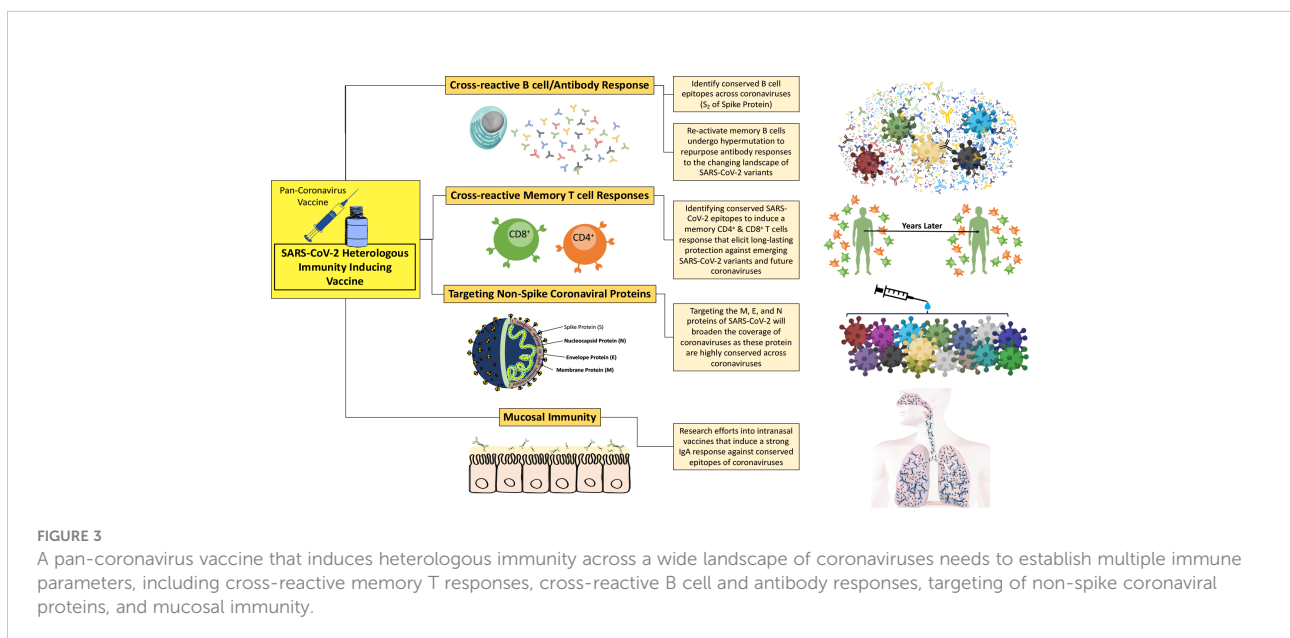 Pan-Coronavirus
Vaccine
SARS-CoV-2 Heterologous
Immunity Inducing
Vaccine
Cross-reactive B cell/Antibody Response
Identify conserved B cell
epitopes across coronaviruses
(S2 of Spike Protein)
Re-activate memory B cells
undergo hypermutation to
repurpose antibody responses
to the changing landscape of
SARS-CoV-2 variants
Cross-reactive Memory T cell Responses
CD8+
CD4+
Identifying conserved SARS-
CoV-2 epitopes to induce a
memory CD4+ & CD8+ T cells
response that elicit long-lasting
protection against emerging
SARS-CoV-2 variants and future
coronaviruses
Years Later
Targeting Non-Spike Coronaviral Proteins
Spike Protein (S)
Nucleocapsid Protein (N)
Envelope Protein (E)
Membrane Protein (M)
Targeting the M, E, and N
proteins of SARS-CoV-2 will
broaden the coverage of
coronaviruses as these protein
are highly conserved across
coronaviruses
Mucosal Immunity
Research efforts into intranasal
vaccines that induce a strong
IgA response against conserved
epitopes of coronaviruses
FIGURE 3
A pan-coronavirus vaccine that induces heterologous immunity across a wide landscape of coronaviruses needs to establish multiple immune
parameters, including cross-reactive memory T responses, cross-reactive B cell and antibody responses, targeting of non-spike coronaviral
proteins, and mucosal immunity.